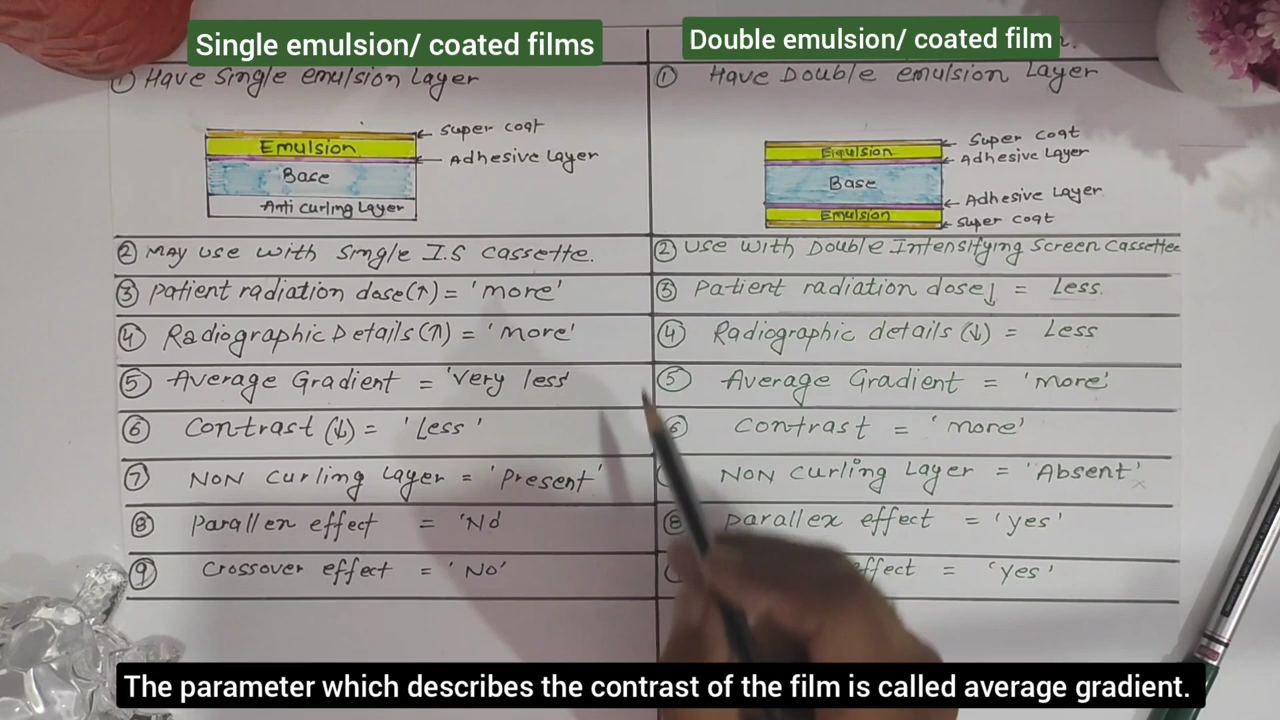 Single emulsion/ coated films
① Have Single emulsion Layer
Super coat
Emulsion
Adhesive Layer
Base
Anti curling Layer
② May use with Single I.S cassette.
③ Patient radiation dose(↑) = 'more'
④ Radiographic Details(↑) = 'more'
⑤ Average Gradient = 'very less'
⑥ Contrast (↓) = 'Less'
⑦ NON curling Layer = 'Present'
⑧ Parallex effect = 'No'
⑨ Crossover effect = 'No'
Double emulsion/ coated film
① Have Double emulsion Layer
Super coat
Emulsion
Adhesive Layer
Base
Adhesive Layer
Emulsion
Super coat
② Use with Double Intensifying Screen Cassettee
③ Patient radiation dose↓ = Less.
④ Radiographic details (↓) = Less
⑤ Average Gradient = 'more'
⑥ Contrast = 'more'
NON curling Layer = 'Absent'
⑧ Parallex effect = 'yes'
effect = 'yes'
The parameter which describes the contrast of the film is called average gradient.